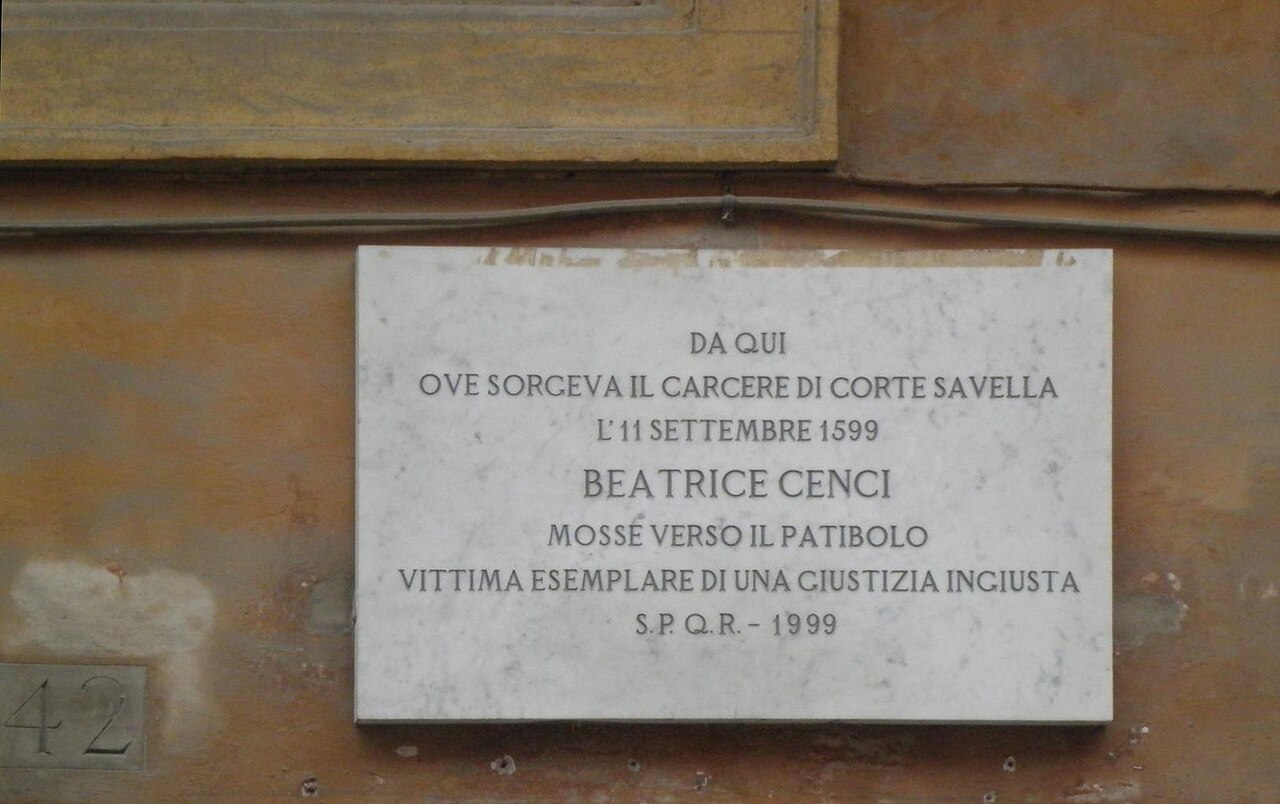 DA QUI
OVE SORGEVA IL CARCERE DI CORTE SAVELLA
L'11 SETTEMBRE 1599
BEATRICE CENCI
MOSSE VERSO IL PATIBOLO
VITTIMA ESEMPLARE DI UNA GIUSTIZIA INGIUSTA
S.P.Q.R. – 1999
42